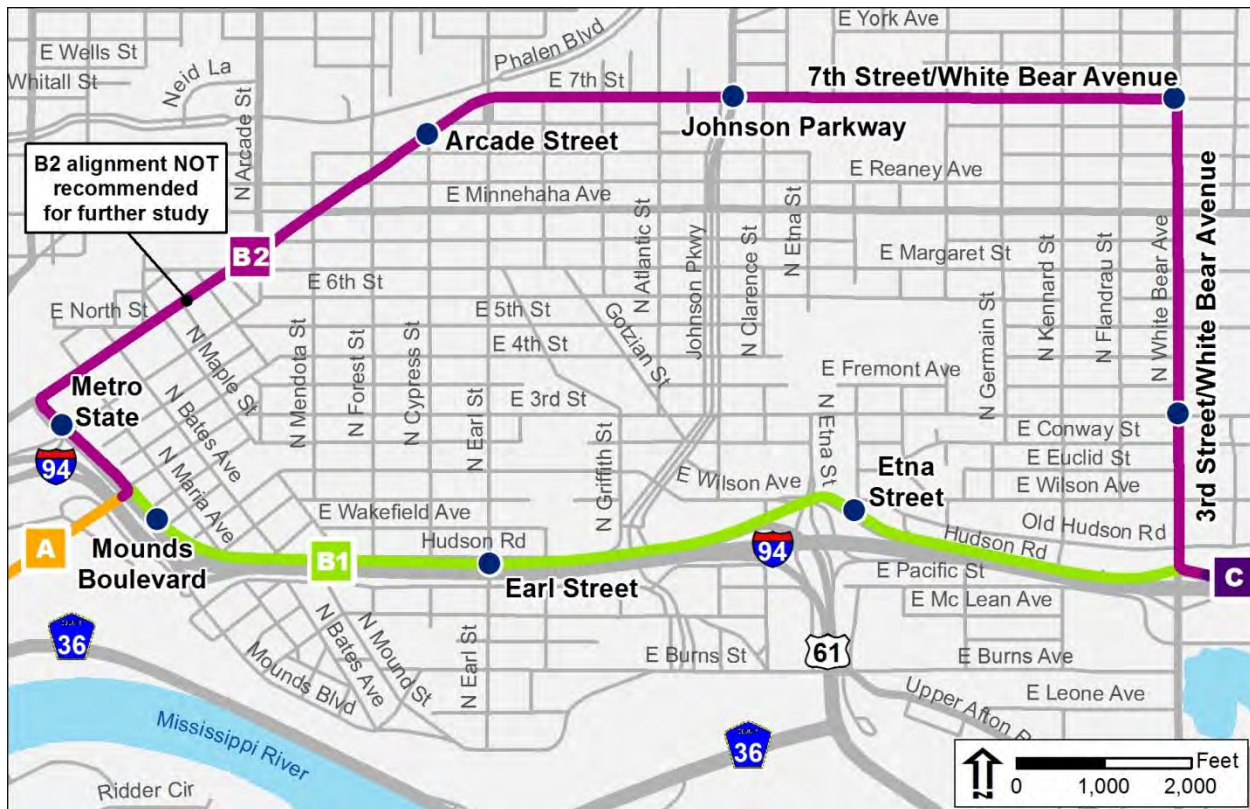 E York Ave
E Wells St
Whitall St
Neid La
Phalen Blvd
E 7th St
7th Street/White Bear Avenue
N Arcade St
Arcade Street
Johnson Parkway
B2 alignment NOT
recommended
for further study
E Minnehaha Ave
E Reaney Ave
B2
N Atlantic St
Johnson Pkwy
N Clarence St
N Etna St
E Margaret St
N Kennard St
N Flandrau St
N White Bear Ave
3rd Street/White Bear Avenue
E 6th St
E North St
N Maple St
E 5th St
E 4th St
Gotzian St
N Germain St
N Mendota St
N Forest St
N Cypress St
E 3rd St
E Fremont Ave
Metro
State
N Bates Ave
N Earl St
N Griffith St
N Etna St
E Conway St
E Euclid St
94
N Maria Ave
E Wilson Ave
Etna
Street
E Wilson Ave
E Wakefield Ave
Hudson Rd
Old Hudson Rd
Hudson Rd
A
Mounds
Boulevard
B1
Earl Street
94
E Pacific St
C
E Mc Lean Ave
36
N Bates Ave
N Mound St
N Earl St
Mounds Blvd
E Burns St
61
E Burns Ave
Upper Afton R
E Leone Ave
Mississippi River
36
Ridder Cir
N
Feet
0 1,000 2,000